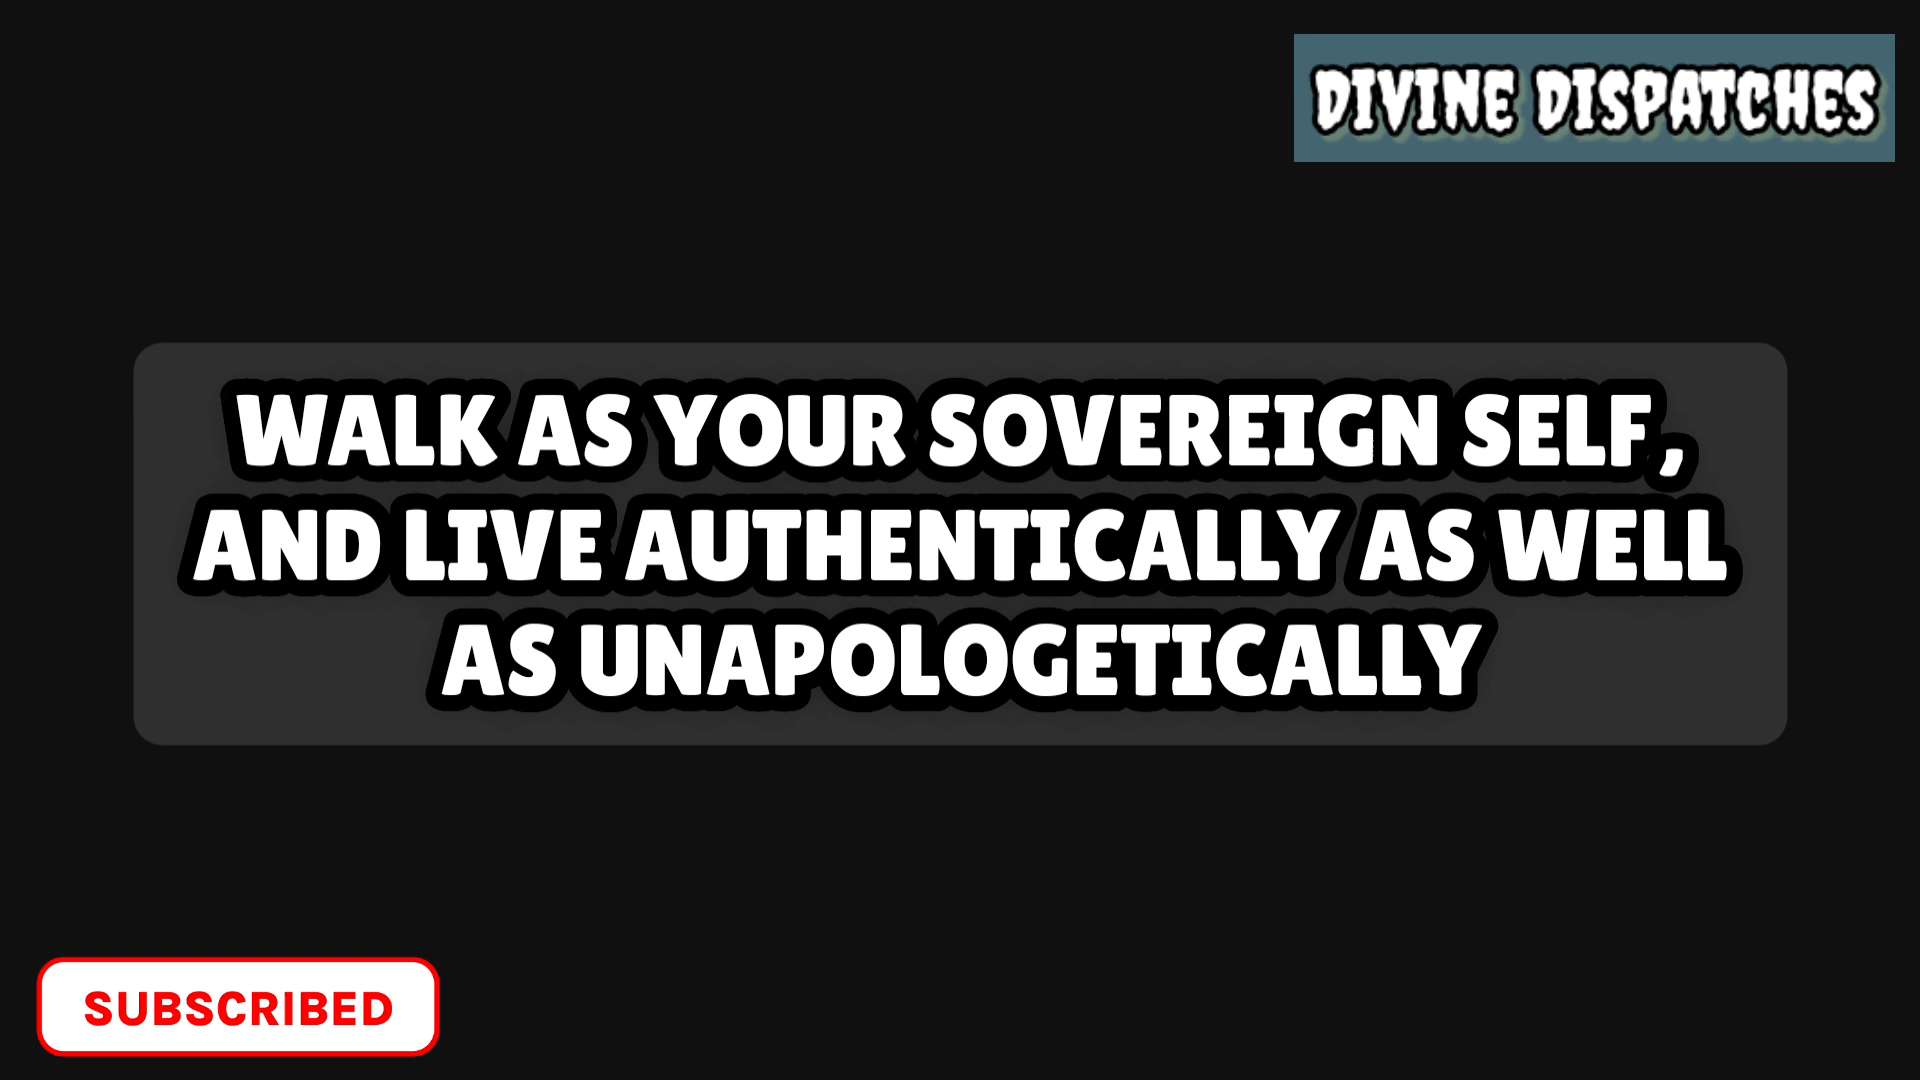 DIVINE DISPATCHES
WALK AS YOUR SOVEREIGN SELF,
AND LIVE AUTHENTICALLY AS WELL
AS UNAPOLOGETICALLY
SUBSCRIBED